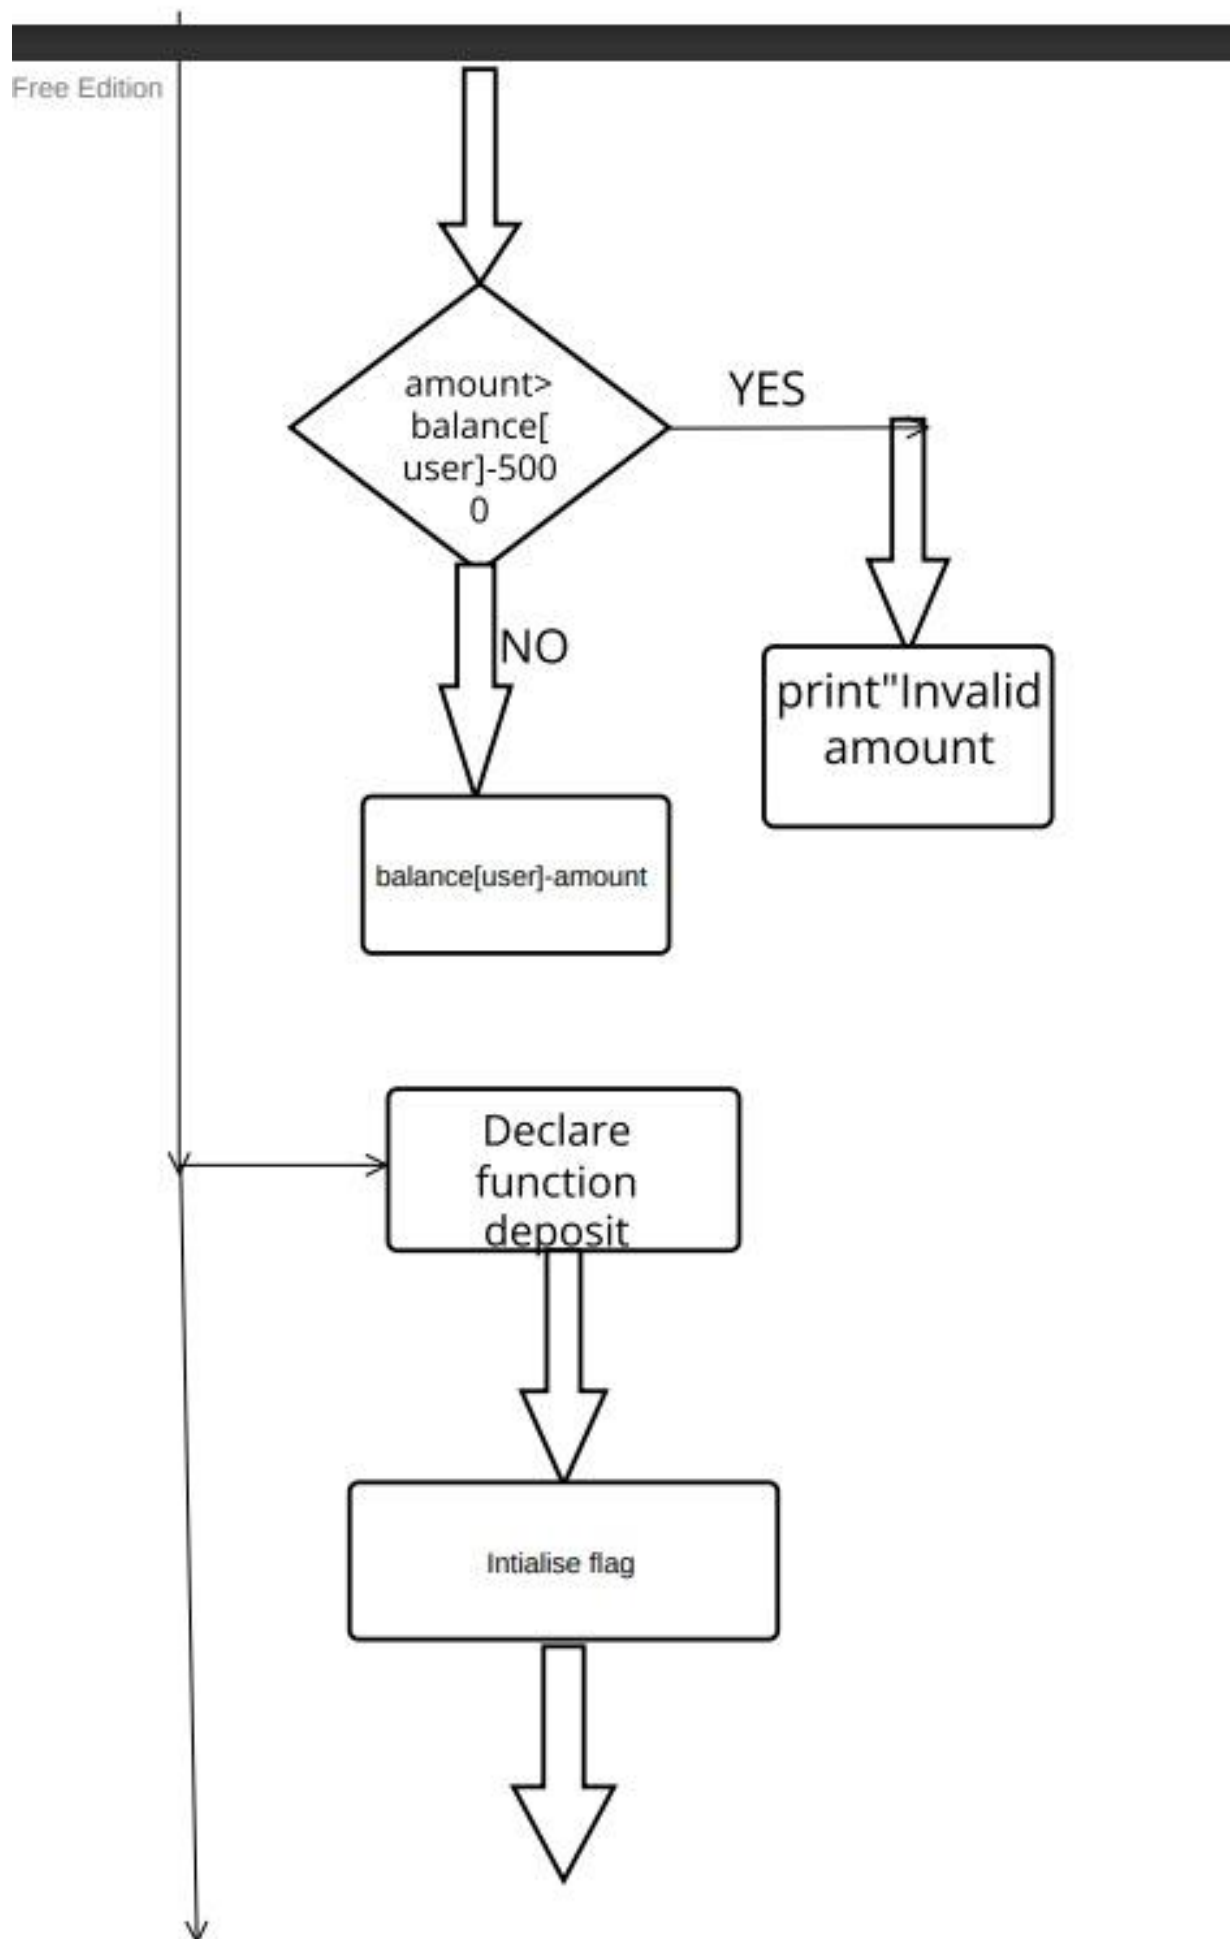 Free Edition
amount>
balance[
user]-500
0
YES
NO
print"Invalid
amount
balance[user]-amount
Declare
function
deposit
Intialise flag